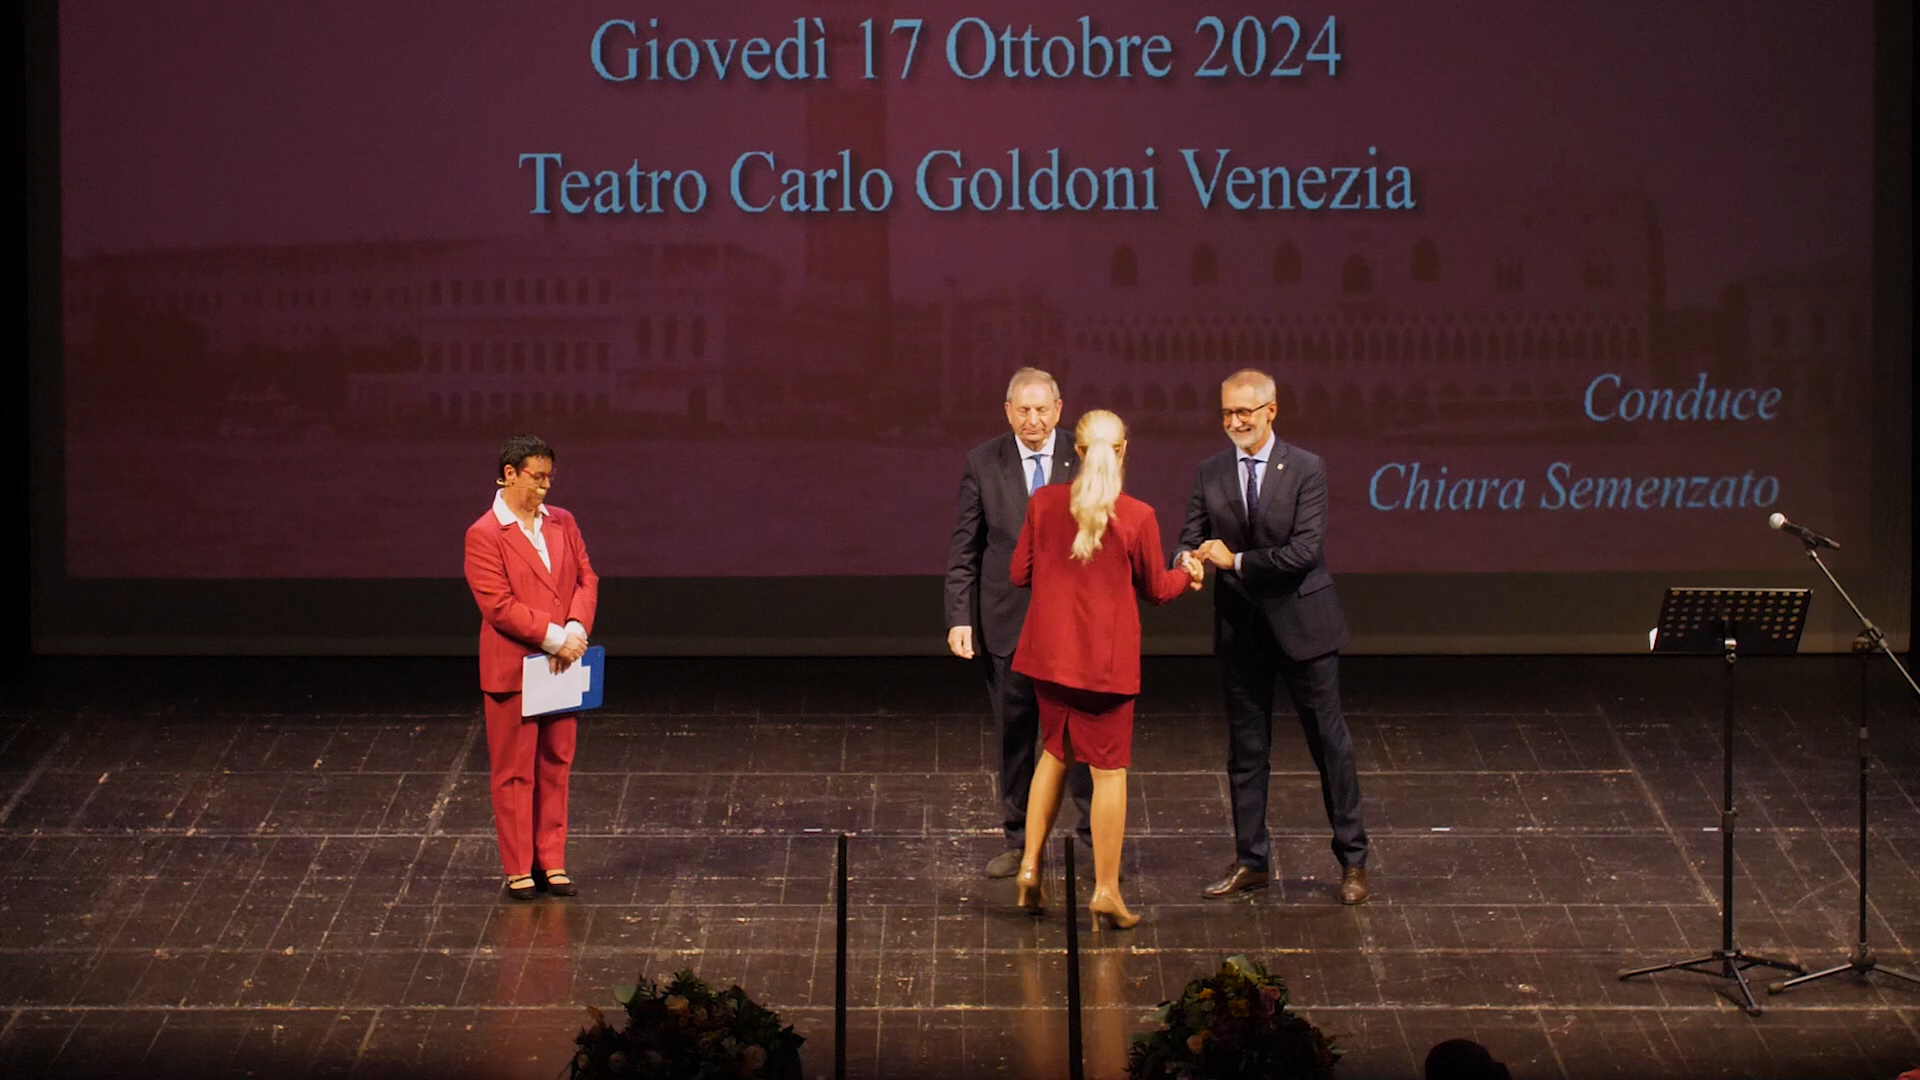 Giovedì 17 Ottobre 2024
Teatro Carlo Goldoni Venezia
Conduce
Chiara Semenzato